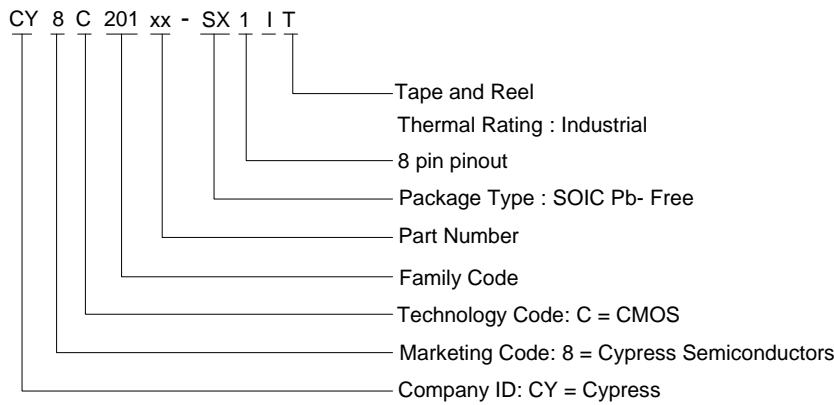 CY 8 C 201 xx - SX 1 I T
Tape and Reel
Thermal Rating : Industrial
8 pin pinout
Package Type : SOIC Pb- Free
Part Number
Family Code
Technology Code: C = CMOS
Marketing Code: 8 = Cypress Semiconductors
Company ID: CY = Cypress